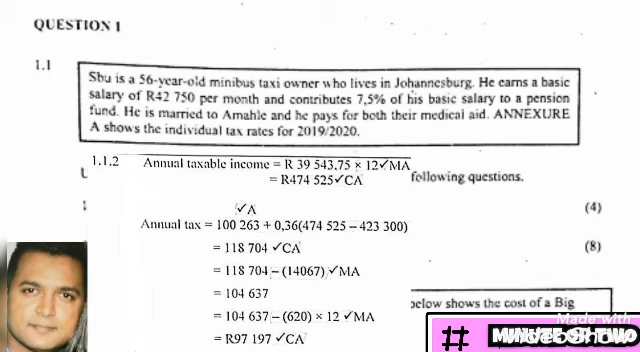 QUESTION 1
1.1
Sbu is a 56-year-old minibus taxi owner who lives in Johannesburg. He earns a basic
salary of R42 750 per month and contributes 7,5% of his basic salary to a pension
fund. He is married to Amahle and he pays for both their medical aid. ANNEXURE
A shows the individual tax rates for 2019/2020.
1.1.2 Annual taxable income = R 39 543,75 × 12✓MA
= R474 525✓CA
following questions.
✓A
(4)
Annual tax = 100 263 + 0,36(474 525 – 423 300)
= 118 704 ✓CA
(8)
= 118 704 – (14067) ✓MA
= 104 637
below shows the cost of a Big
= 104 637 – (620) × 12 ✓MA
Made with
= R97 197 ✓CA
#
VideoShow